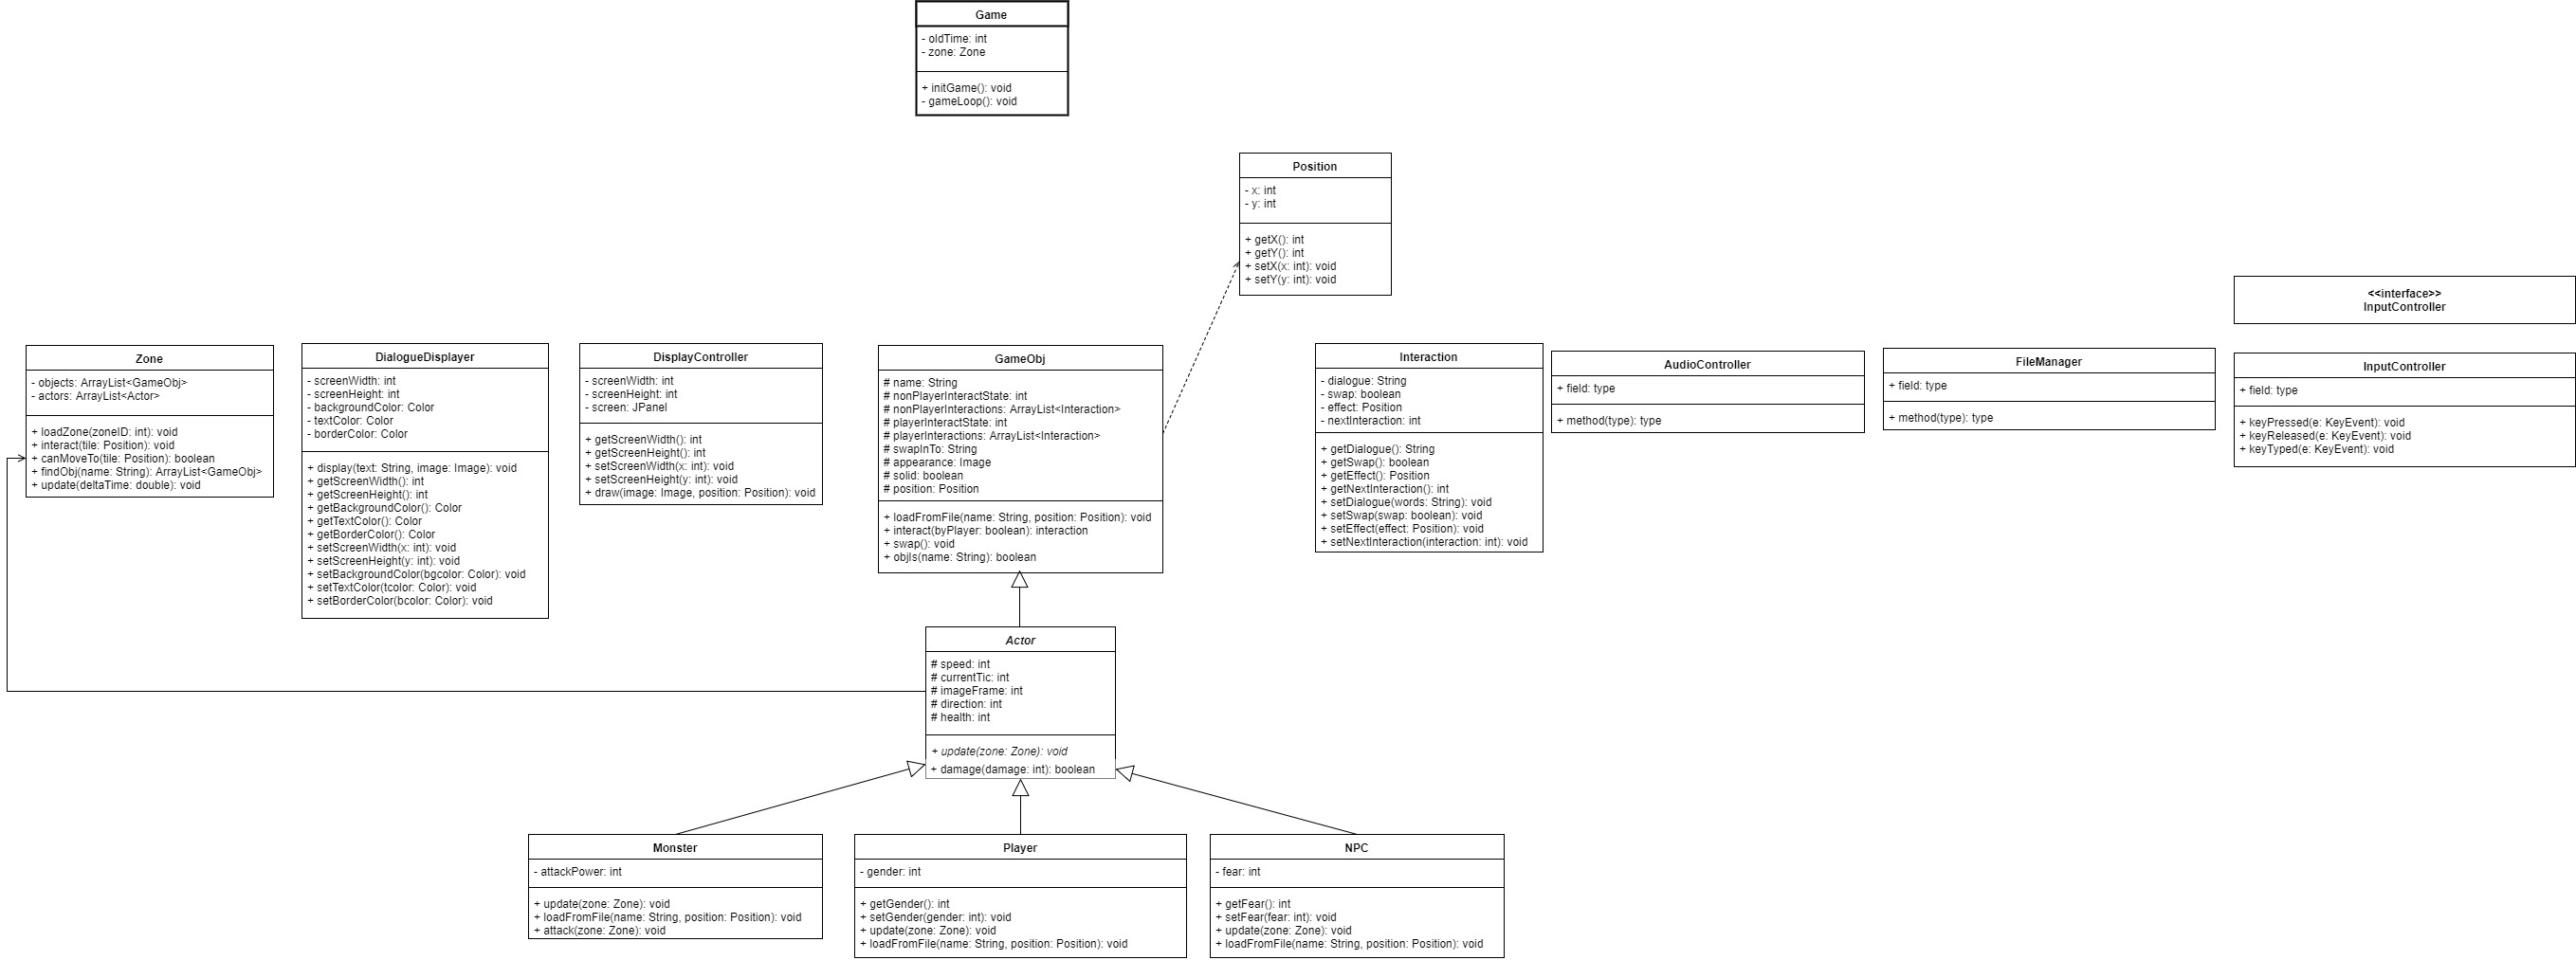 Game
- oldTime: int
- zone: Zone
+ initGame(): void
- gameLoop(): void
Position
- x: int
- y: int
+ getX(): int
+ getY(): int
+ setX(x: int): void
+ setY(y: int): void
<<interface>>
InputController
Zone
- objects: ArrayList<GameObj>
- actors: ArrayList<Actor>
+ loadZone(zoneID: int): void
+ interact(tile: Position): void
+ canMoveTo(tile: Position): boolean
+ findObj(name: String): ArrayList<GameObj>
+ update(deltaTime: double): void
DialogueDisplayer
- screenWidth: int
- screenHeight: int
- backgroundColor: Color
- textColor: Color
- borderColor: Color
+ display(text: String, image: Image): void
+ getScreenWidth(): int
+ getScreenHeight(): int
+ getBackgroundColor(): Color
+ getTextColor(): Color
+ getBorderColor(): Color
+ setScreenWidth(x: int): void
+ setScreenHeight(y: int): void
+ setBackgroundColor(bgcolor: Color): void
+ setTextColor(tcolor: Color): void
+ setBorderColor(bcolor: Color): void
DisplayController
- screenWidth: int
- screenHeight: int
- screen: JPanel
+ getScreenWidth(): int
+ getScreenHeight(): int
+ setScreenWidth(x: int): void
+ setScreenHeight(y: int): void
+ draw(image: Image, position: Position): void
GameObj
# name: String
# nonPlayerInteractState: int
# nonPlayerInteractions: ArrayList<Interaction>
# playerInteractState: int
# playerInteractions: ArrayList<Interaction>
# swapInTo: String
# appearance: Image
# solid: boolean
# position: Position
+ loadFromFile(name: String, position: Position): void
+ interact(byPlayer: boolean): interaction
+ swap(): void
+ objIs(name: String): boolean
Interaction
- dialogue: String
- swap: boolean
- effect: Position
- nextInteraction: int
+ getDialogue(): String
+ getSwap(): boolean
+ getEffect(): Position
+ getNextInteraction(): int
+ setDialogue(words: String): void
+ setSwap(swap: boolean): void
+ setEffect(effect: Position): void
+ setNextInteraction(interaction: int): void
AudioController
+ field: type
+ method(type): type
FileManager
+ field: type
+ method(type): type
InputController
+ field: type
+ keyPressed(e: KeyEvent): void
+ keyReleased(e: KeyEvent): void
+ keyTyped(e: KeyEvent): void
Actor
# speed: int
# currentTic: int
# imageFrame: int
# direction: int
# health: int
+ update(zone: Zone): void
+ damage(damage: int): boolean
Monster
- attackPower: int
+ update(zone: Zone): void
+ loadFromFile(name: String, position: Position): void
+ attack(zone: Zone): void
Player
- gender: int
+ getGender(): int
+ setGender(gender: int): void
+ update(zone: Zone): void
+ loadFromFile(name: String, position: Position): void
NPC
- fear: int
+ getFear(): int
+ setFear(fear: int): void
+ update(zone: Zone): void
+ loadFromFile(name: String, position: Position): void